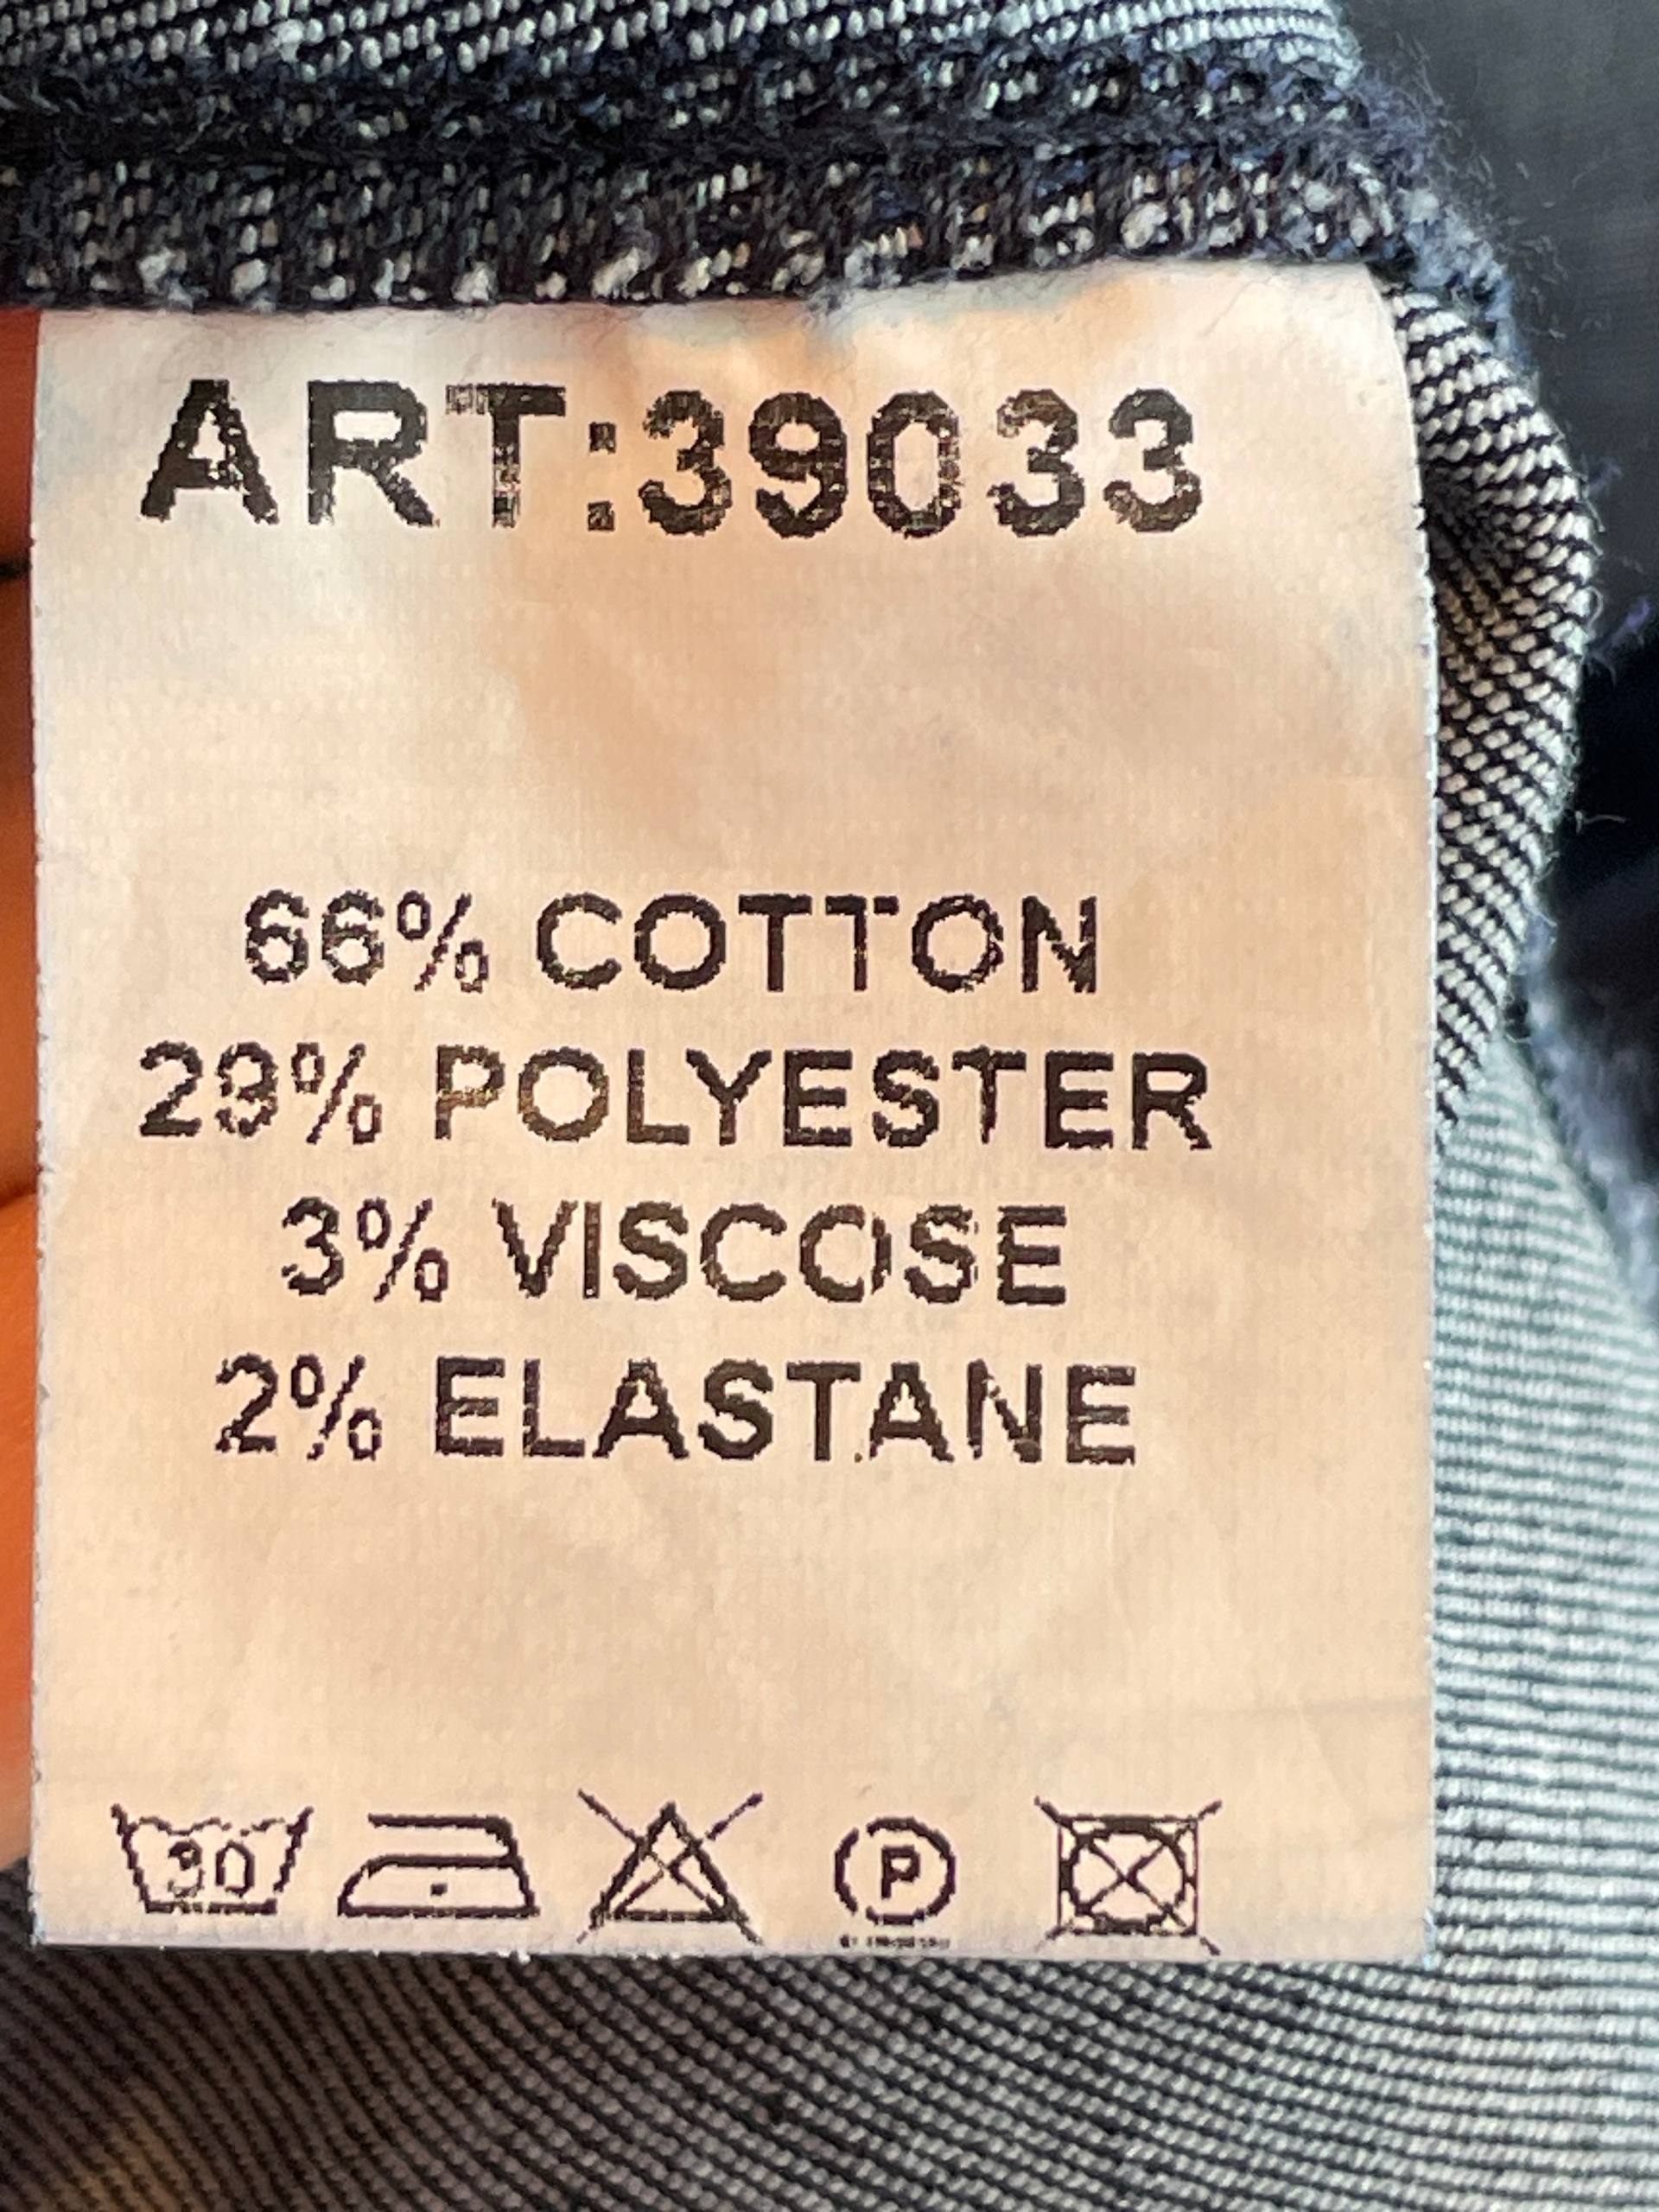 ART:39033
66% COTTON
29% POLYESTER
3% VISCOSE
2% ELASTANE
30 P